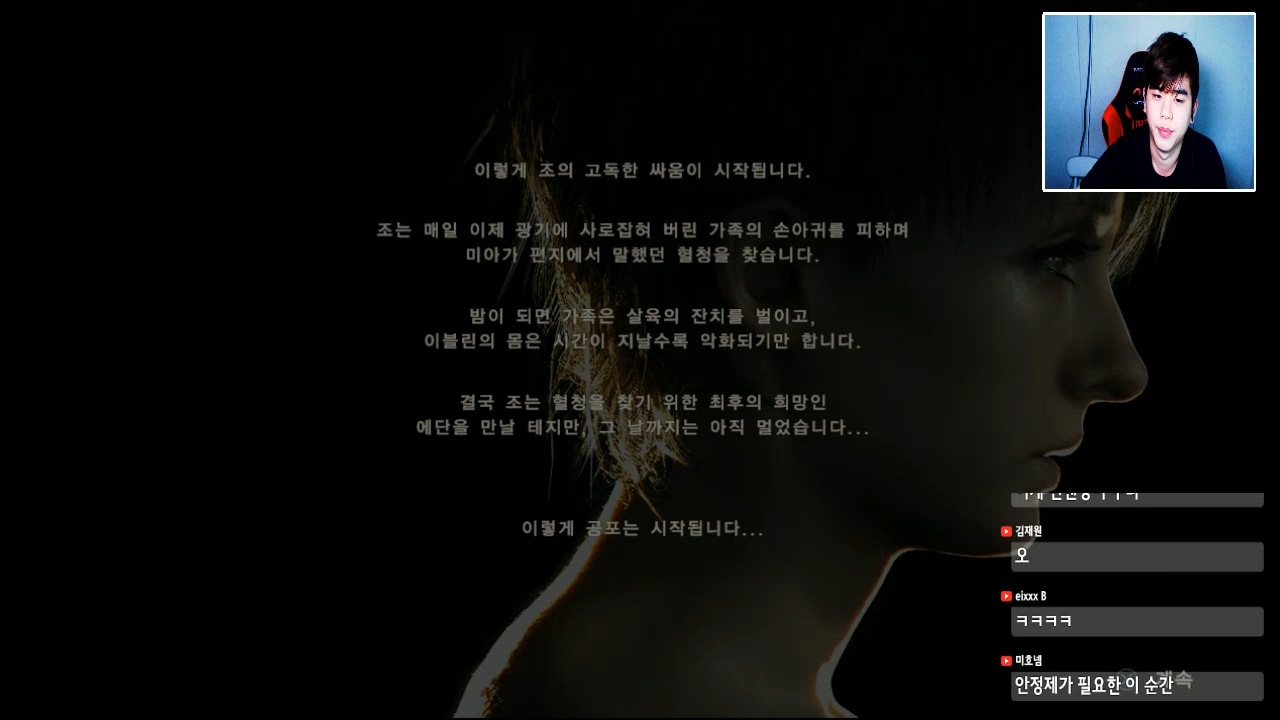 이렇게 조의 고독한 싸움이 시작됩니다.
조는 매일 이제 광기에 사로잡혀 버린 가족의 손아귀를 피하며
미아가 편지에서 말했던 혈청을 찾습니다.
밤이 되면 가족은 살육의 잔치를 벌이고,
이블린의 몸은 시간이 지날수록 악화되기만 합니다.
결국 조는 혈청을 찾기 위한 최후의 희망인
에단을 만날 테지만, 그 날까지는 아직 멀었습니다...
이렇게 공포는 시작됩니다...
김재원
오
eixxx B
ㅋㅋㅋㅋ
미호넴
안정제가 필요한 이 순간
계속